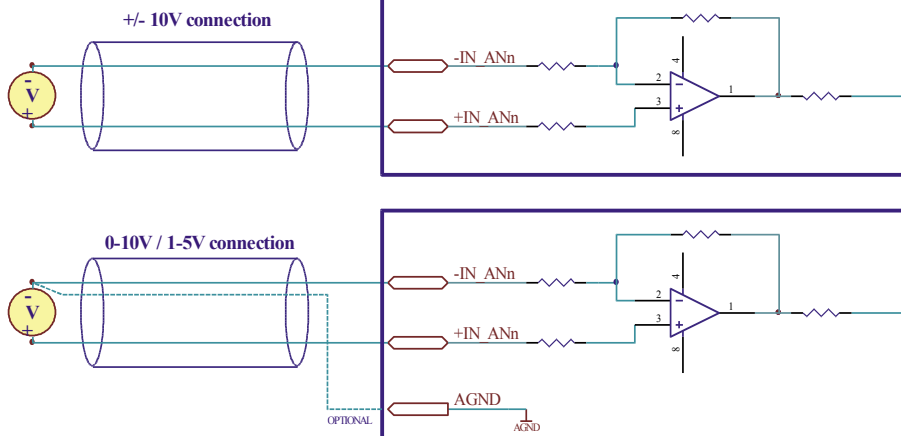 +/- 10V connection
-IN_ANn
4
-
V
+
2
-
1
3
+
+IN_ANn
8
0-10V / 1-5V connection
-IN_ANn
4
-
V
+
2
-
1
3
+
+IN_ANn
8
AGND
OPTIONAL
AGND